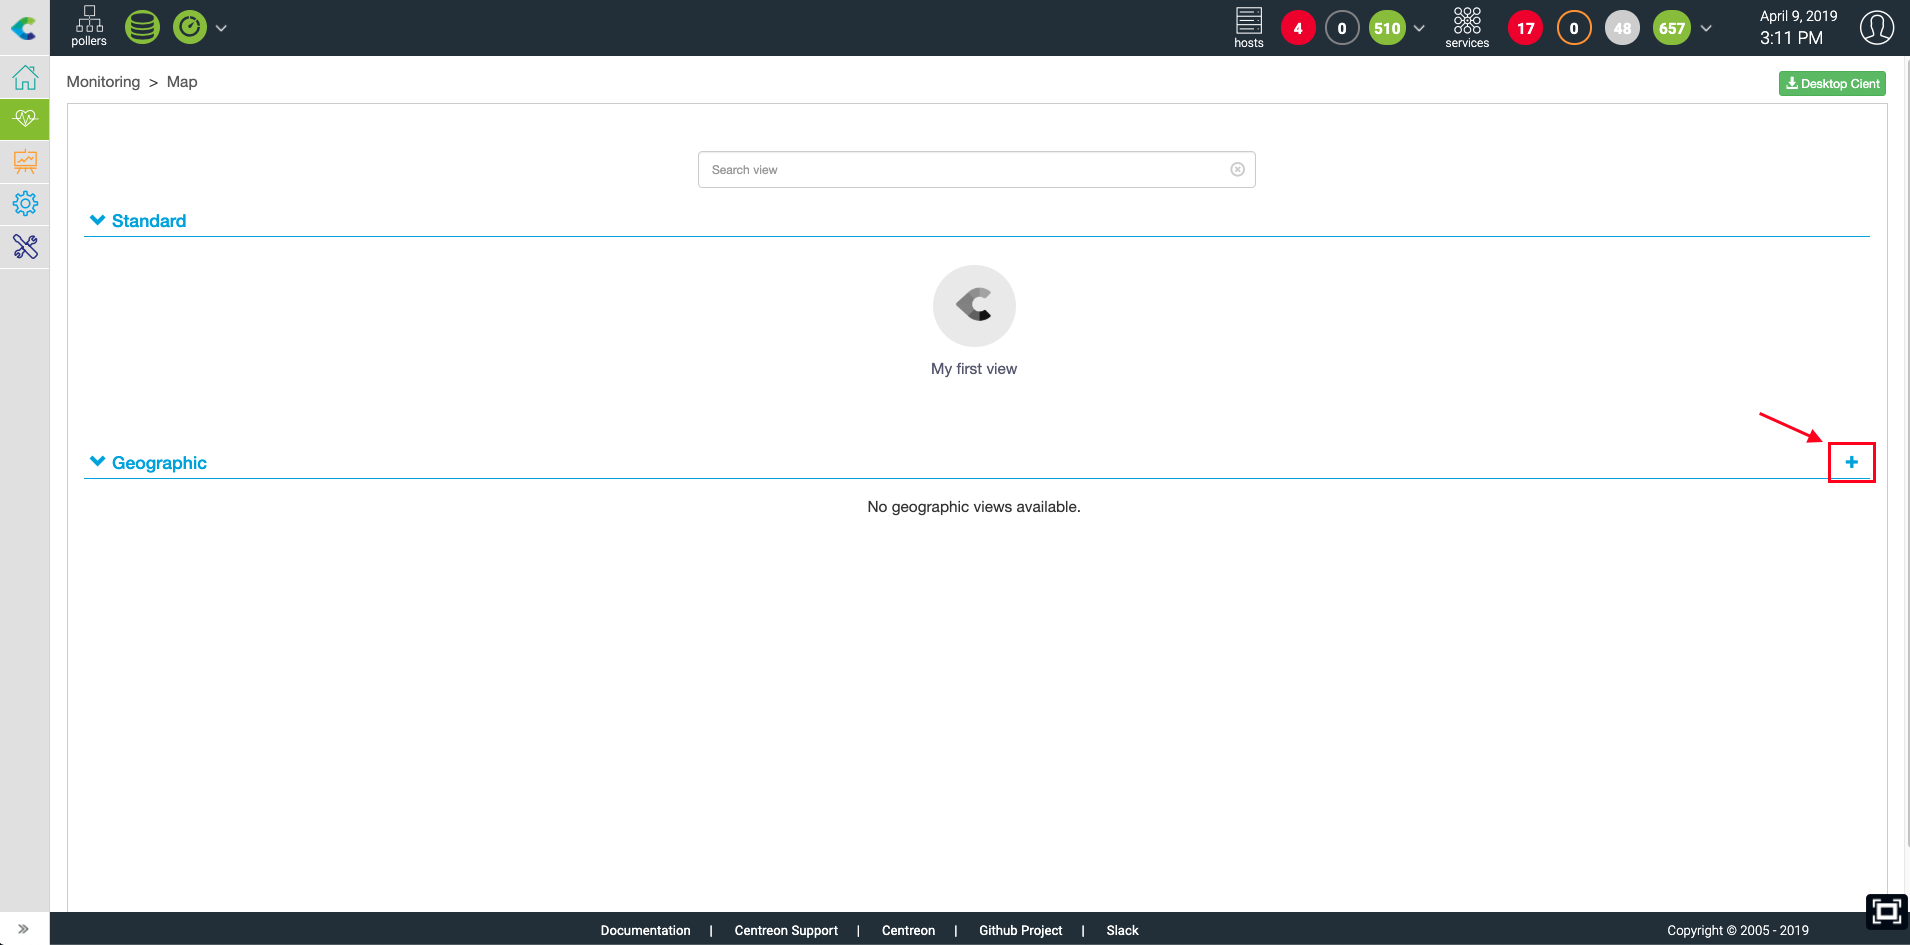 pollers
hosts
4
0
510
services
17
0
48
657
April 9, 2019
3:11 PM
Monitoring > Map
Desktop Cient
Search view
Standard
My first view
Geographic
No geographic views available.
Documentation | Centreon Support | Centreon | Github Project | Slack
Copyright © 2005 - 2019